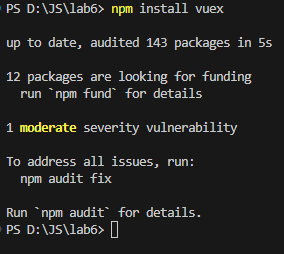 PS D:\JS\lab6> npm install vuex
up to date, audited 143 packages in 5s
12 packages are looking for funding
  run `npm fund` for details
1 moderate severity vulnerability
To address all issues, run:
  npm audit fix
Run `npm audit` for details.
PS D:\JS\lab6>